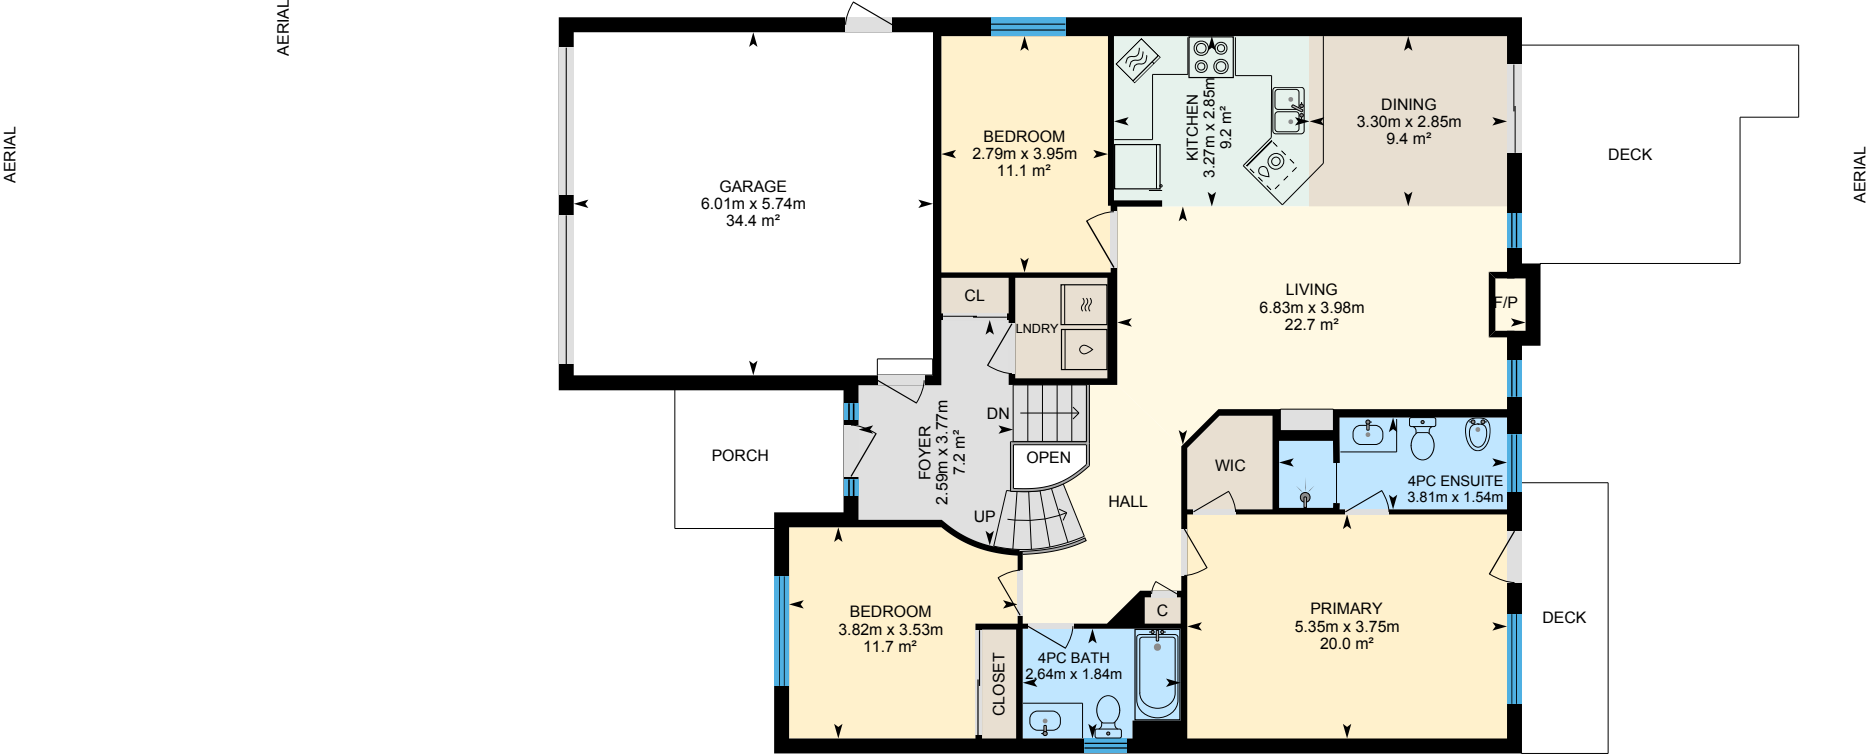 AERIAL
AERIAL
GARAGE
6.01m x 5.74m
34.4 m²
BEDROOM
2.79m x 3.95m
11.1 m²
KITCHEN
3.27m x 2.85m
9.2 m²
DINING
3.30m x 2.85m
9.4 m²
DECK
AERIAL
CL
LNDRY
LIVING
6.83m x 3.98m
22.7 m²
F/P
PORCH
FOYER
2.59m x 3.77m
7.2 m²
DN
OPEN
UP
HALL
WIC
4PC ENSUITE
3.81m x 1.54m
BEDROOM
3.82m x 3.53m
11.7 m²
CLOSET
4PC BATH
2.64m x 1.84m
C
PRIMARY
5.35m x 3.75m
20.0 m²
DECK